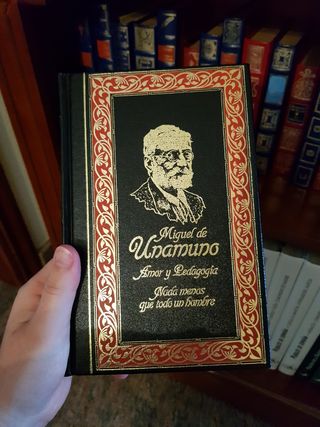 Miguel de
Unamuno
Amor y Pedagogía
Nada menos
que todo un hombre